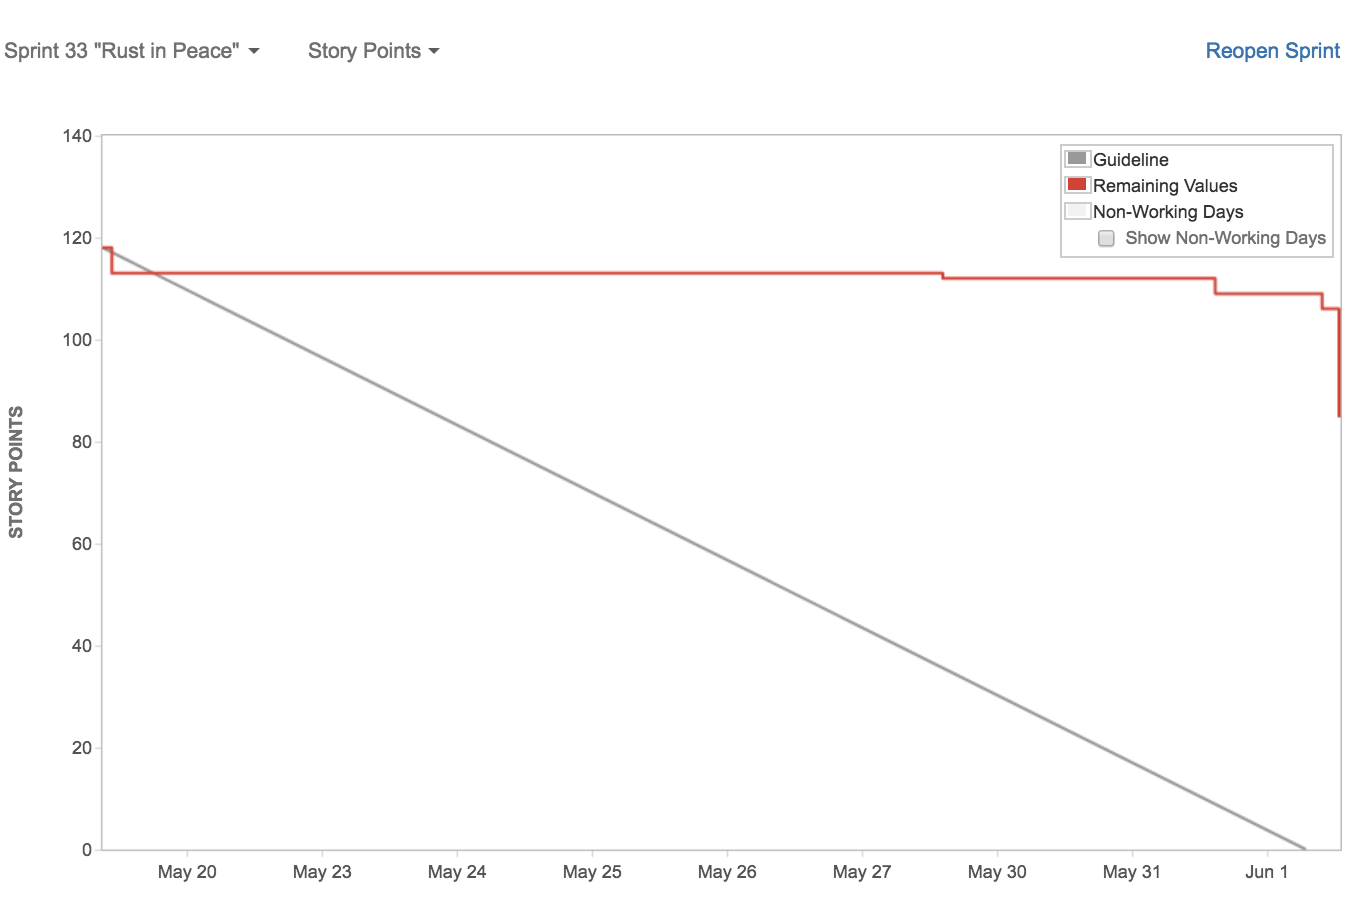 Sprint 33 "Rust in Peace" Story Points Reopen Sprint
140
Guideline
Remaining Values
Non-Working Days
Show Non-Working Days
120
100
80
60
40
20
0
STORY POINTS
May 20 May 23 May 24 May 25 May 26 May 27 May 30 May 31 Jun 1